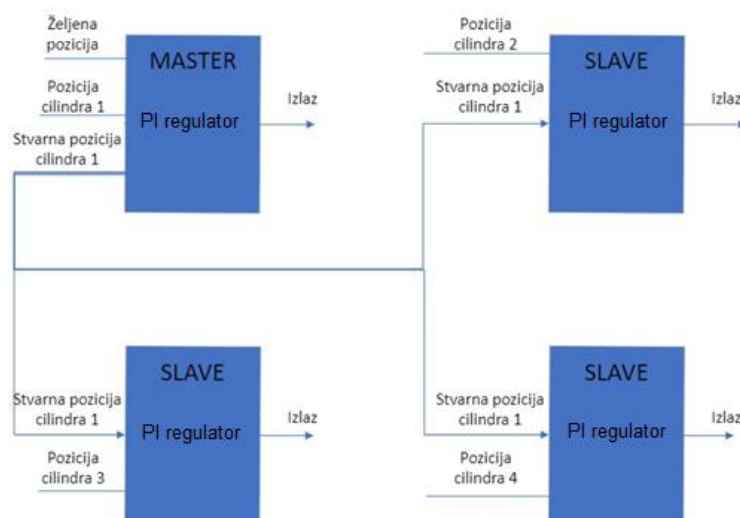 Željena
pozicija
Pozicija
cilindra 1
Stvarna pozicija
cilindra 1
MASTER
PI regulator
Izlaz
Pozicija
cilindra 2
Stvarna pozicija
cilindra 1
SLAVE
PI regulator
Izlaz
Stvarna pozicija
cilindra 1
Pozicija
cilindra 3
SLAVE
PI regulator
Izlaz
Stvarna pozicija
cilindra 1
Pozicija
cilindra 4
SLAVE
PI regulator
Izlaz